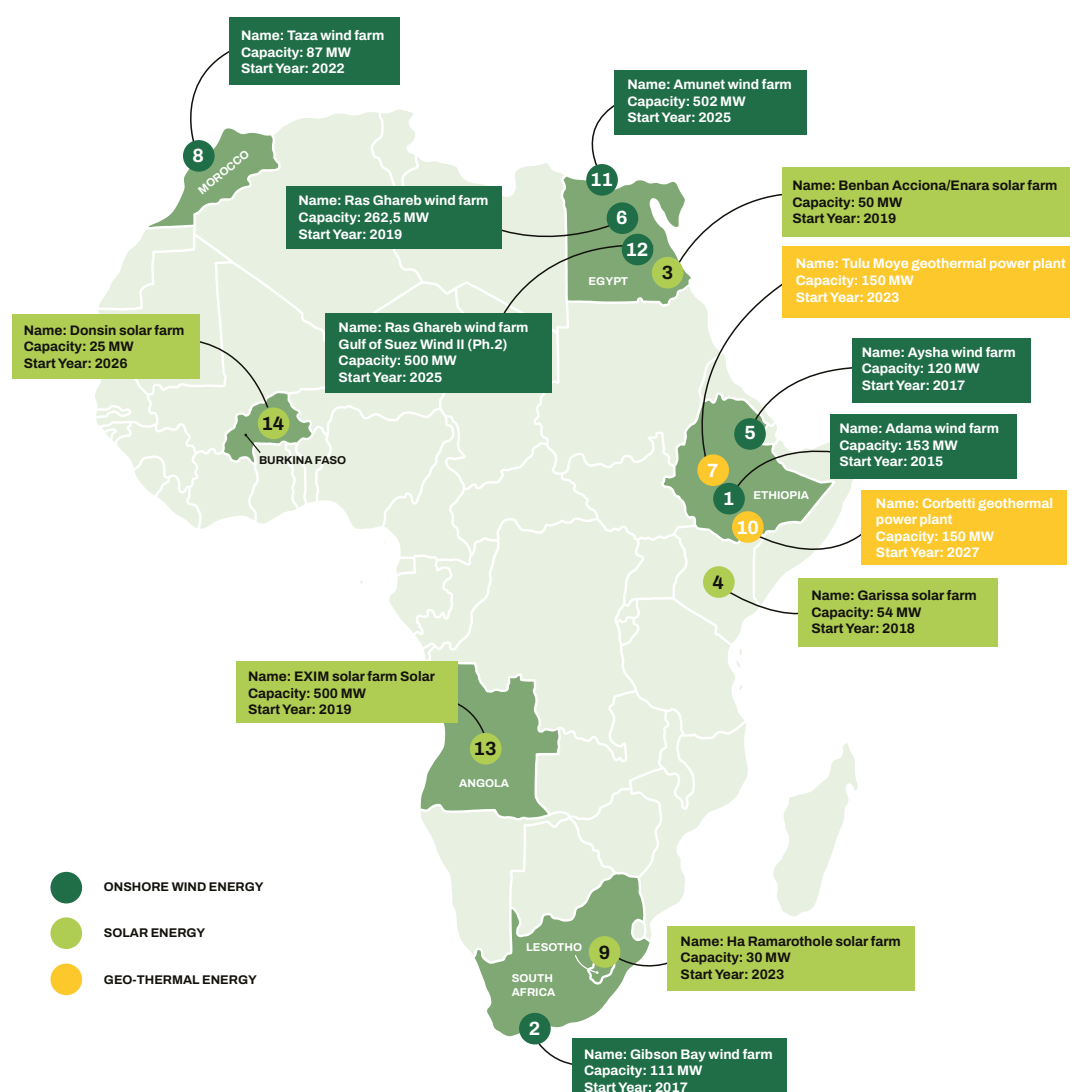 Name: Taza wind farm
Capacity: 87 MW
Start Year: 2022
Name: Amunet wind farm
Capacity: 502 MW
Start Year: 2025
8
MOROCCO
11
Name: Benban Acciona/Enara solar farm
Capacity: 50 MW
Start Year: 2019
Name: Ras Ghareb wind farm
Capacity: 262,5 MW
Start Year: 2019
6
12
3
EGYPT
Name: Tulu Moye geothermal power plant
Capacity: 150 MW
Start Year: 2023
Name: Donsin solar farm
Capacity: 25 MW
Start Year: 2026
Name: Ras Ghareb wind farm
Gulf of Suez Wind II (Ph.2)
Capacity: 500 MW
Start Year: 2025
Name: Aysha wind farm
Capacity: 120 MW
Start Year: 2017
14
BURKINA FASO
5
Name: Adama wind farm
Capacity: 153 MW
Start Year: 2015
7
1
ETHIOPIA
10
Name: Corbetti geothermal
power plant
Capacity: 150 MW
Start Year: 2027
4
Name: Garissa solar farm
Capacity: 54 MW
Start Year: 2018
Name: EXIM solar farm Solar
Capacity: 500 MW
Start Year: 2019
13
ANGOLA
ONSHORE WIND ENERGY
SOLAR ENERGY
GEO-THERMAL ENERGY
LESOTHO
9
SOUTH
AFRICA
Name: Ha Ramarothole solar farm
Capacity: 30 MW
Start Year: 2023
2
Name: Gibson Bay wind farm
Capacity: 111 MW
Start Year: 2017